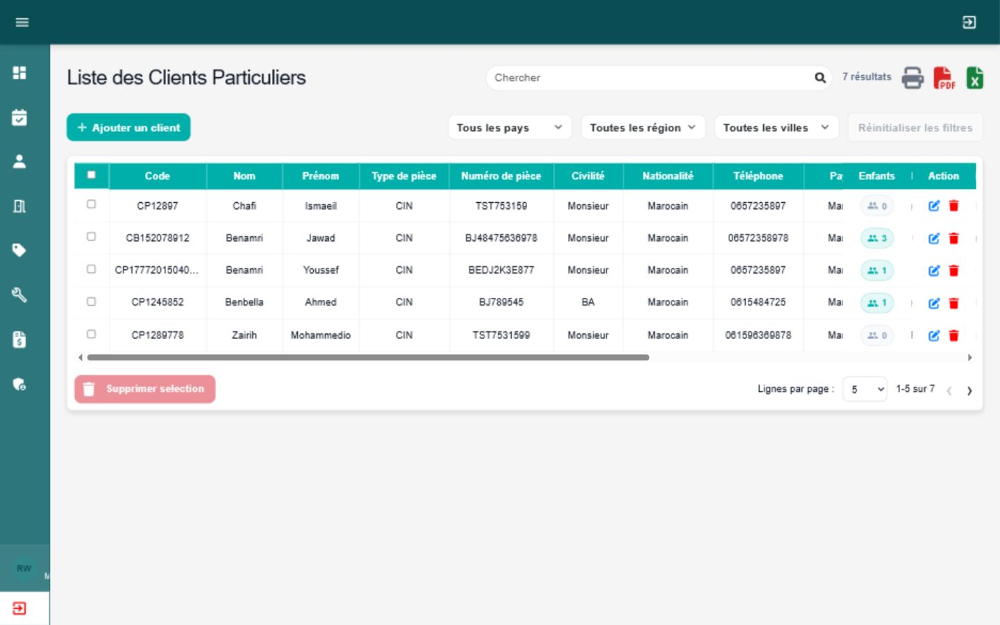 Liste des Clients Particuliers
Chercher
7 résultats
PDF
X
+ Ajouter un client
Tous les pays
Toutes les région
Toutes les villes
Réinitialiser les filtres
Code Nom Prénom Type de pièce Numéro de pièce Civilité Nationalité Téléphone Pa Enfants Action
CP12897 Chafi Ismaeil CIN TST753159 Monsieur Marocain 0657235897 Ma 0
CB152078912 Benamri Jawad CIN BJ48475636978 Monsieur Marocain 06572358978 Ma 3
CP17772015040... Benamri Youssef CIN BEDJ2K3E877 Monsieur Marocain 0657235897 Ma 1
CP1245852 Benbella Ahmed CIN BJ789545 BA Marocain 0615484725 Ma 1
CP1289778 Zairih Mohammedio CIN TST7531599 Monsieur Marocain 061596369878 Ma 0
Supprimer selection
Lignes par page : 5 1-5 sur 7
RW
M